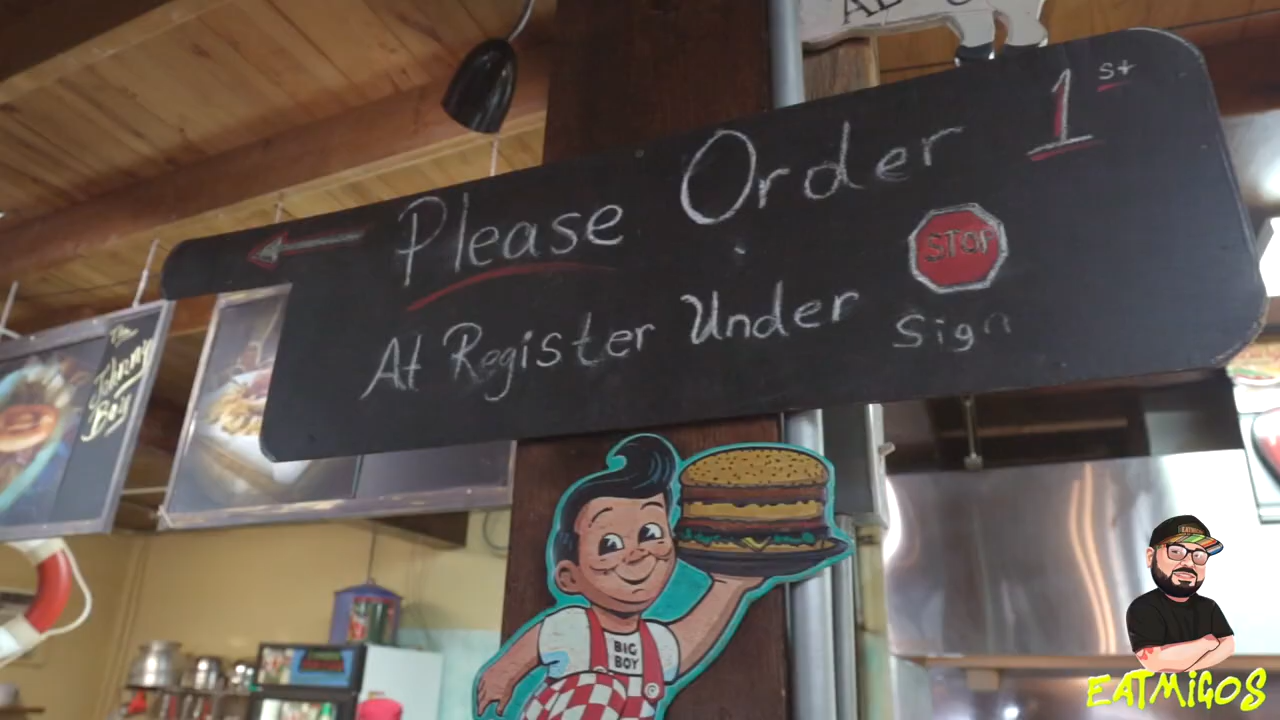 Please Order 1st
STOP
At Register Under Sign
The
Johnny
Boy
BIG
BOY
EATMiGOS